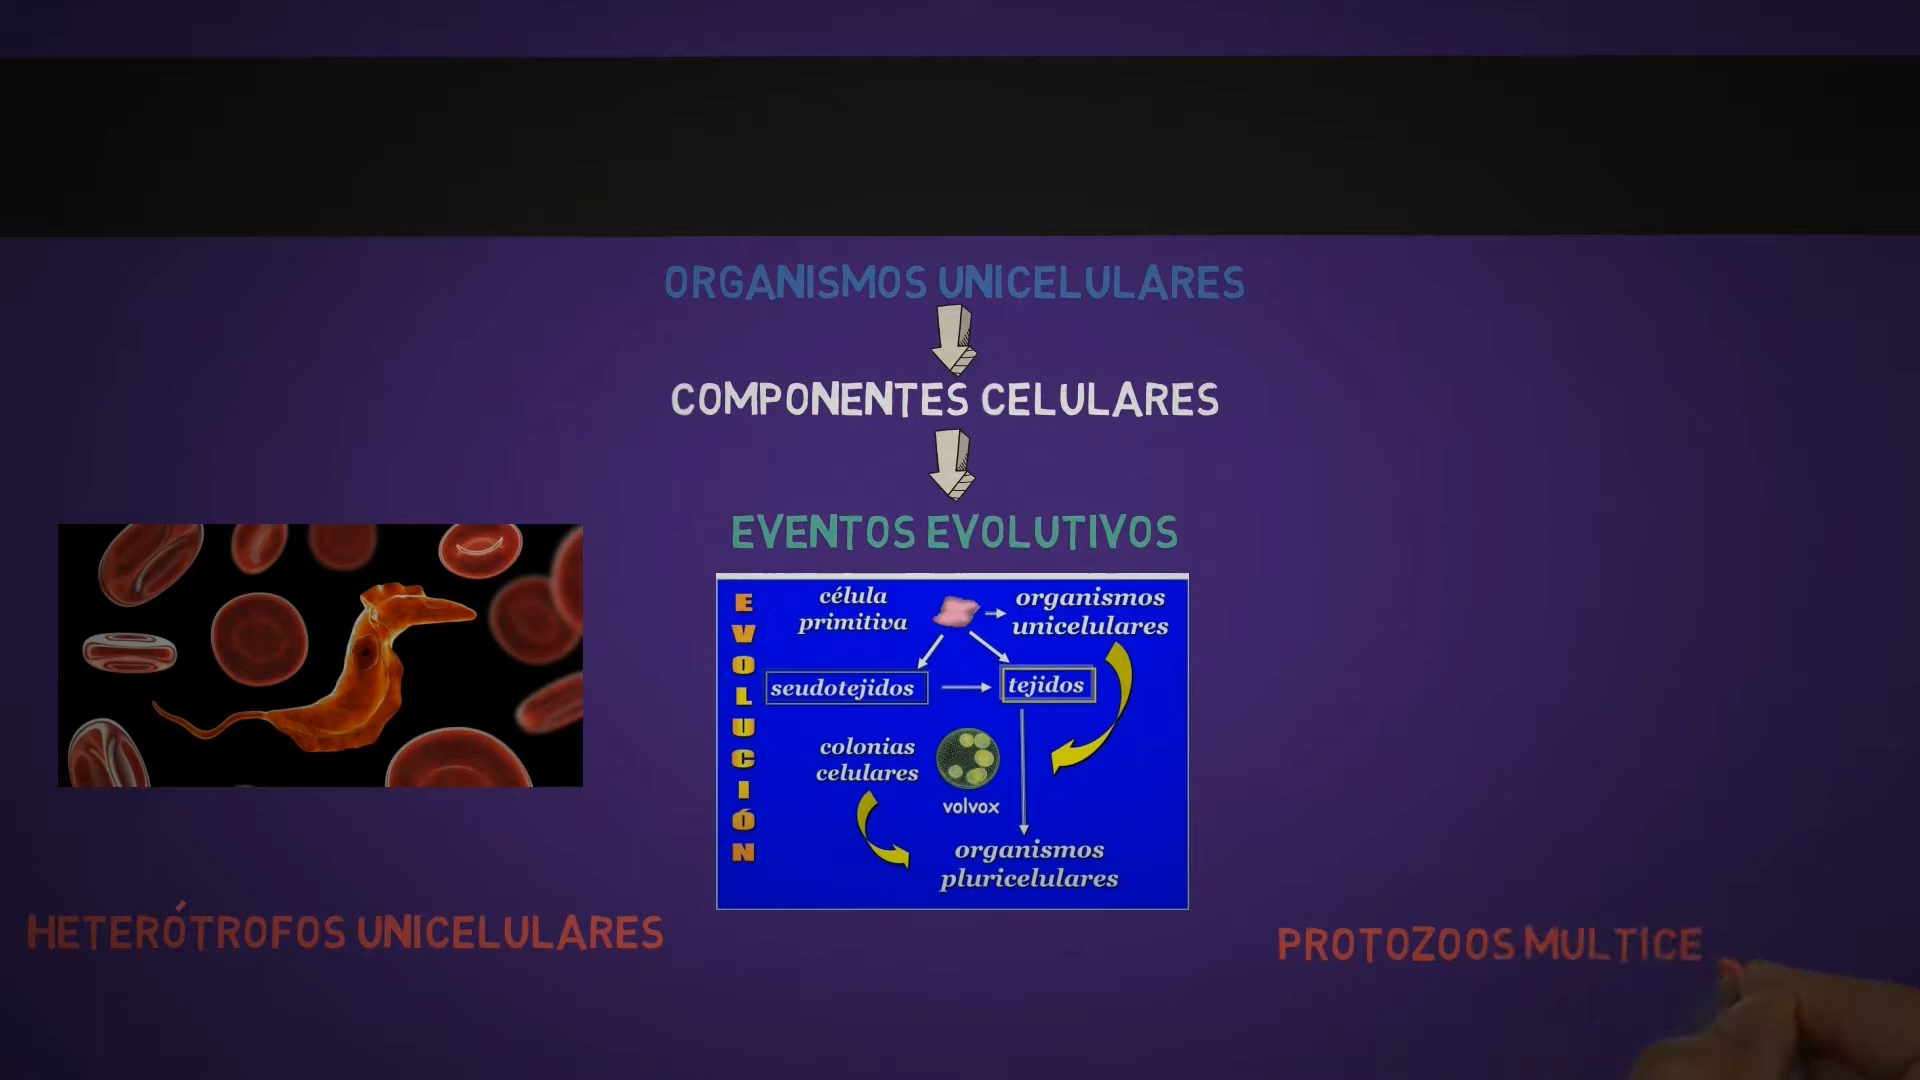 ORGANISMOS UNICELULARES
COMPONENTES CELULARES
EVENTOS EVOLUTIVOS
EVOLUCIÓN
célula
primitiva
organismos
unicelulares
seudotejidos
tejidos
colonias
celulares
volvox
organismos
pluricelulares
HETERÓTROFOS UNICELULARES
PROTOZOOS MULTICE